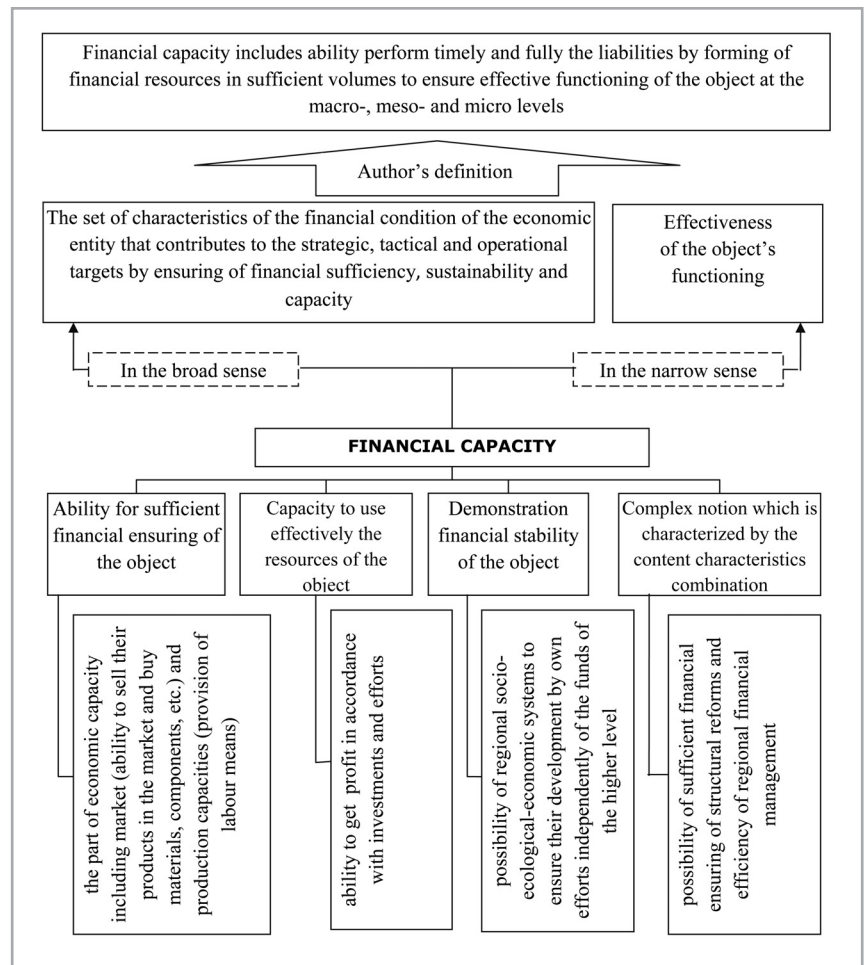 Financial capacity includes ability perform timely and fully the liabilities by forming of
financial resources in sufficient volumes to ensure effective functioning of the object at the
macro-, meso- and micro levels
Author's definition
The set of characteristics of the financial condition of the economic
entity that contributes to the strategic, tactical and operational
targets by ensuring of financial sufficiency, sustainability and
capacity
Effectiveness
of the object's
functioning
In the broad sense
In the narrow sense
FINANCIAL CAPACITY
Ability for sufficient
financial ensuring of
the object
Capacity to use
effectively the
resources of the
object
Demonstration
financial stability
of the object
Complex notion which is
characterized by the
content characteristics
combination
the part of economic capacity
including market (ability to sell their
products in the market and buy
materials, components, etc.) and
production capacities (provision of
labour means)
ability to get profit in accordance
with investments and efforts
possibility of regional socio-
ecological-economic systems to
ensure their development by own
efforts independently of the funds of
the higher level
possibility of sufficient financial
ensuring of structural reforms and
efficiency of regional financial
management